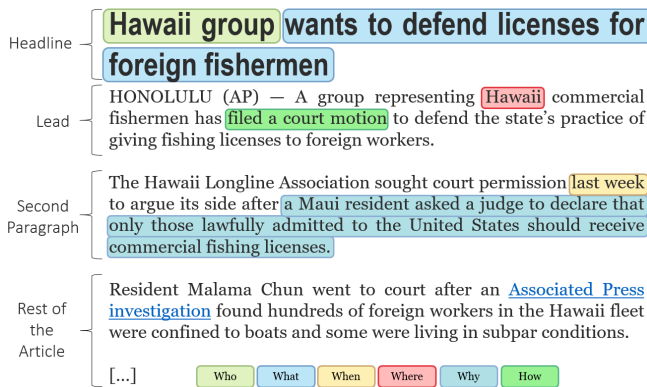 Headline
Hawaii group wants to defend licenses for
foreign fishermen
Lead
HONOLULU (AP) — A group representing Hawaii commercial
fishermen has filed a court motion to defend the state's practice of
giving fishing licenses to foreign workers.
Second
Paragraph
The Hawaii Longline Association sought court permission last week
to argue its side after a Maui resident asked a judge to declare that
only those lawfully admitted to the United States should receive
commercial fishing licenses.
Rest of
the
Article
Resident Malama Chun went to court after an Associated Press
investigation found hundreds of foreign workers in the Hawaii fleet
were confined to boats and some were living in subpar conditions.
[...]
Who What When Where Why How